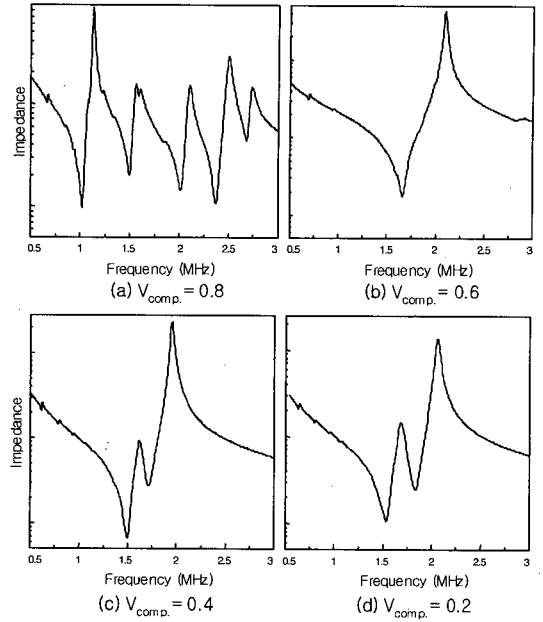 Impedance
0.5 1 1.5 2 2.5 3
Frequency (MHz)
(a) Vcomp. = 0.8
0.5 1 1.5 2 2.5 3
Frequency (MHz)
(b) Vcomp. = 0.6
Impedance
0.5 1 1.5 2 2.5 3
Frequency (MHz)
(c) Vcomp. = 0.4
0.5 1 1.5 2 2.5 3
Frequency (MHz)
(d) Vcomp. = 0.2